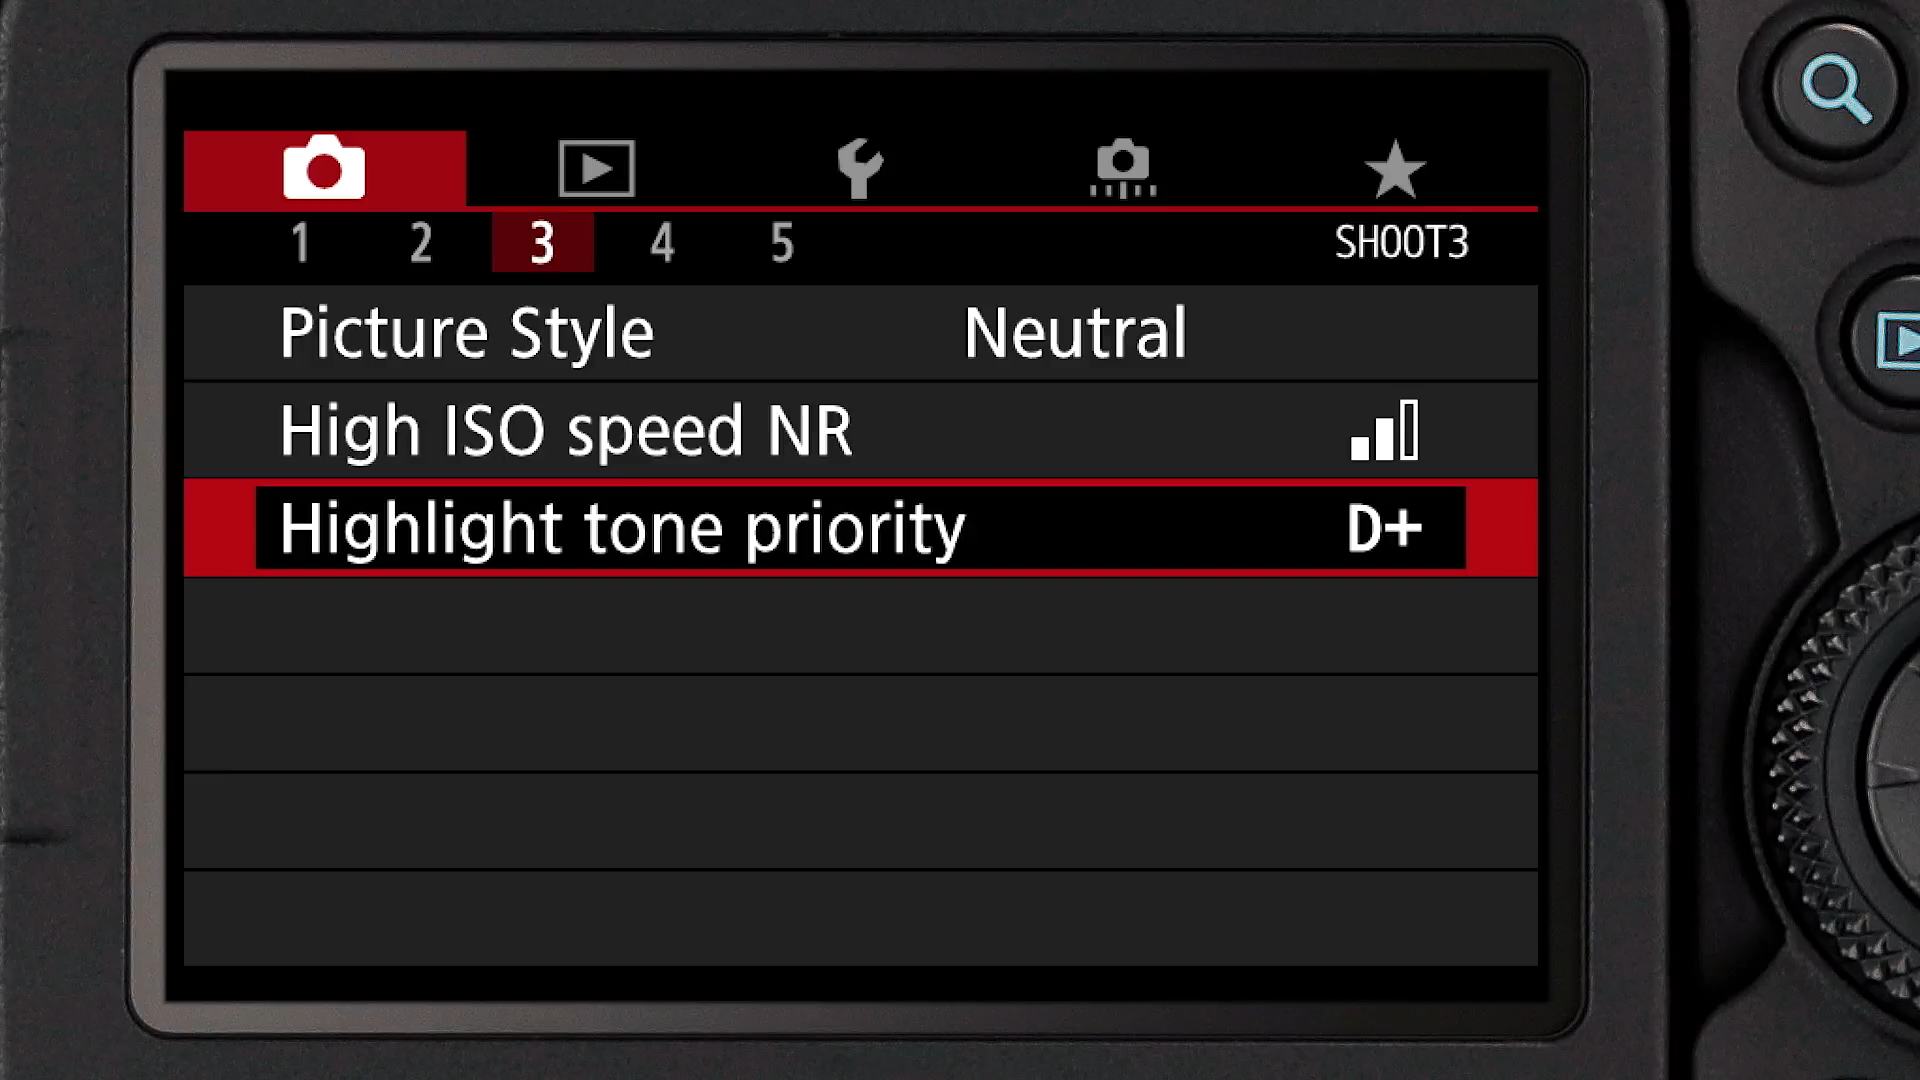 1 2 3 4 5 SHOOT3
Picture Style Neutral
High ISO speed NR
Highlight tone priority D+